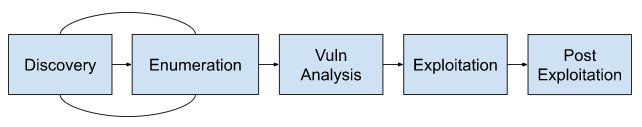 Discovery
Enumeration
Vuln
Analysis
Exploitation
Post
Exploitation